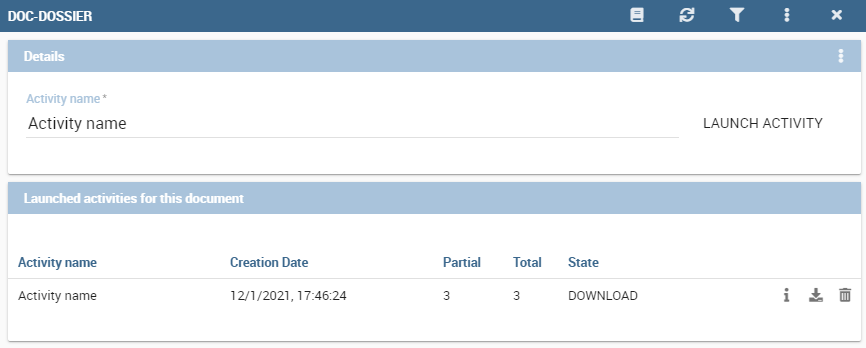 DOC-DOSSIER
Details
Activity name *
Activity name
LAUNCH ACTIVITY
Launched activities for this document
Activity name Creation Date Partial Total State
Activity name 12/1/2021, 17:46:24 3 3 DOWNLOAD